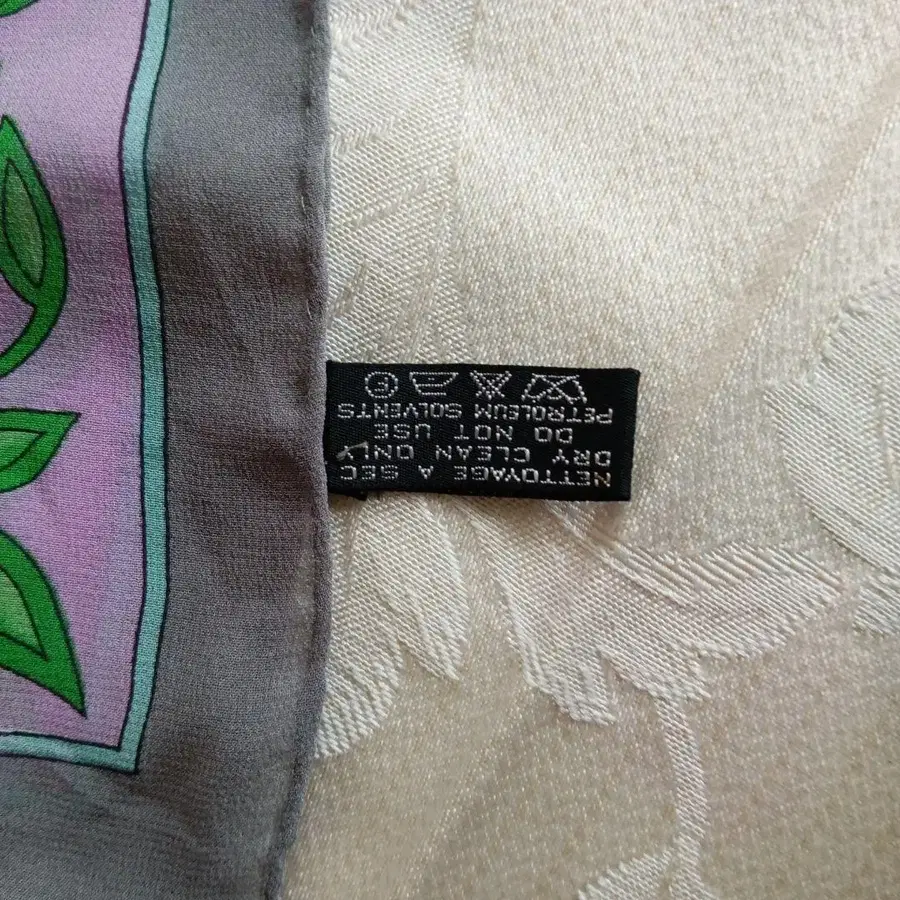 NETTOYAGE A SEC
DRY CLEAN ONLY
DO NOT USE
PETROLEUM SOLVENTS
F